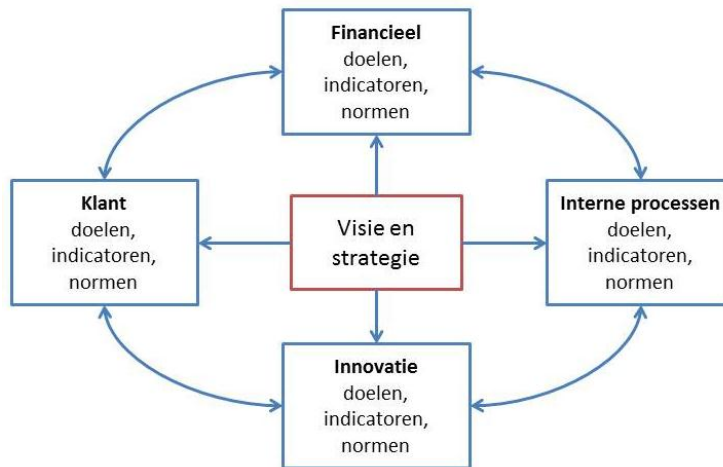 Financieel
doelen,
indicatoren,
normen
Klant
doelen,
indicatoren,
normen
Visie en
strategie
Interne processen
doelen,
indicatoren,
normen
Innovatie
doelen,
indicatoren,
normen